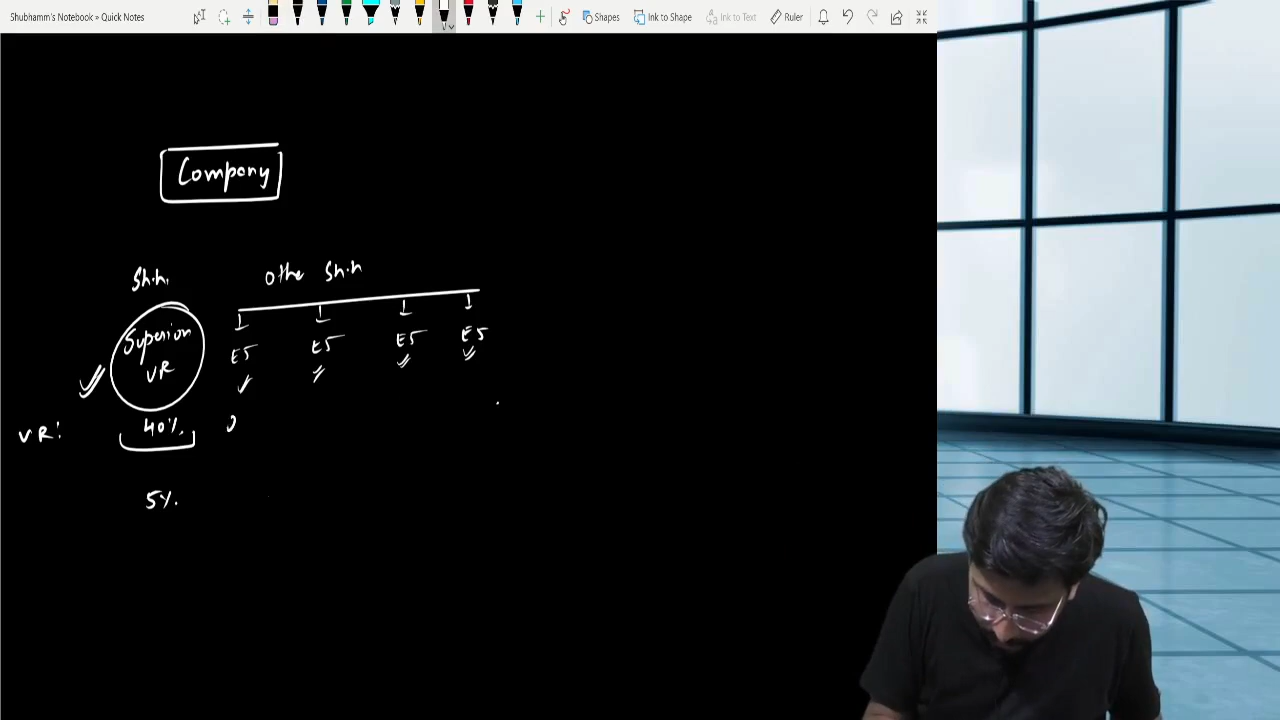 Shubhamm's Notebook » Quick Notes
Shapes
Ink to Shape
Ink to Text
Ruler
Company
Sh.h.
Othe Sh.h
Superion
VR
ES ES ES ES
VR:
40%.
5%.